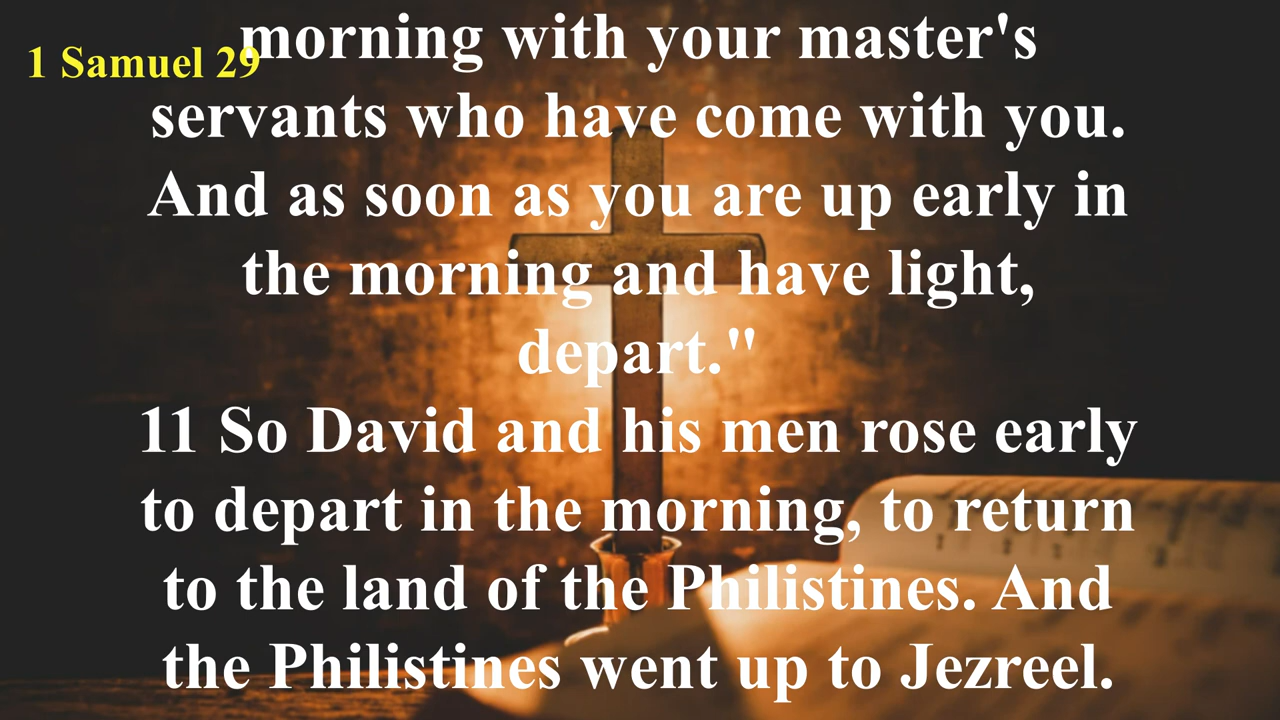 1 Samuel 29
morning with your master's
servants who have come with you.
And as soon as you are up early in
the morning and have light,
depart."
11 So David and his men rose early
to depart in the morning, to return
to the land of the Philistines. And
the Philistines went up to Jezreel.